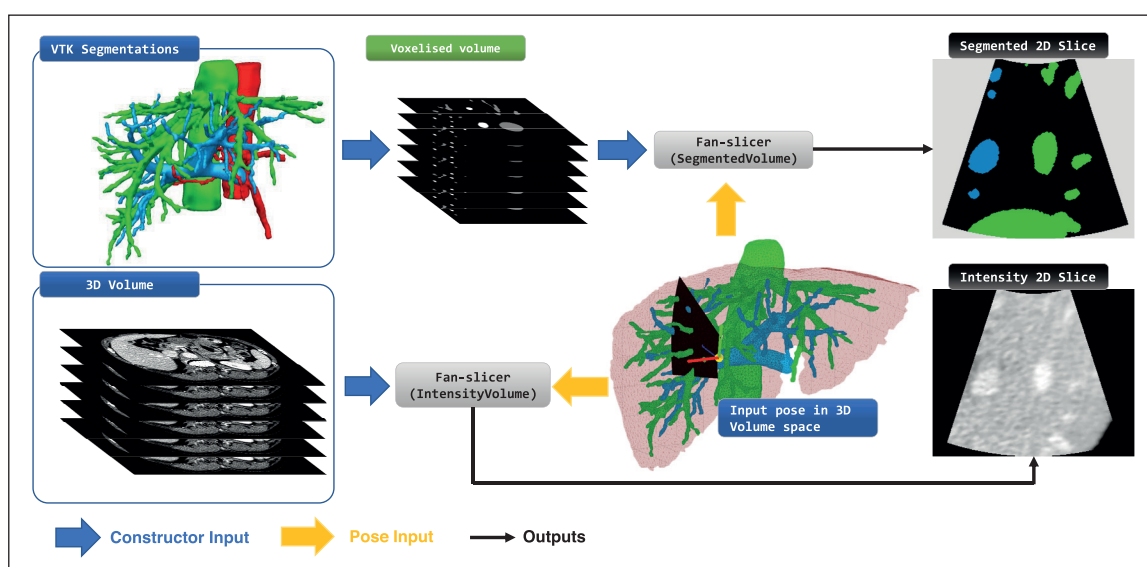 VTK Segmentations
Voxelised volume
Segmented 2D Slice
Fan-slicer
(SegmentedVolume)
3D Volume
Intensity 2D Slice
Fan-slicer
(IntensityVolume)
Input pose in 3D
Volume space
Constructor Input
Pose Input
Outputs